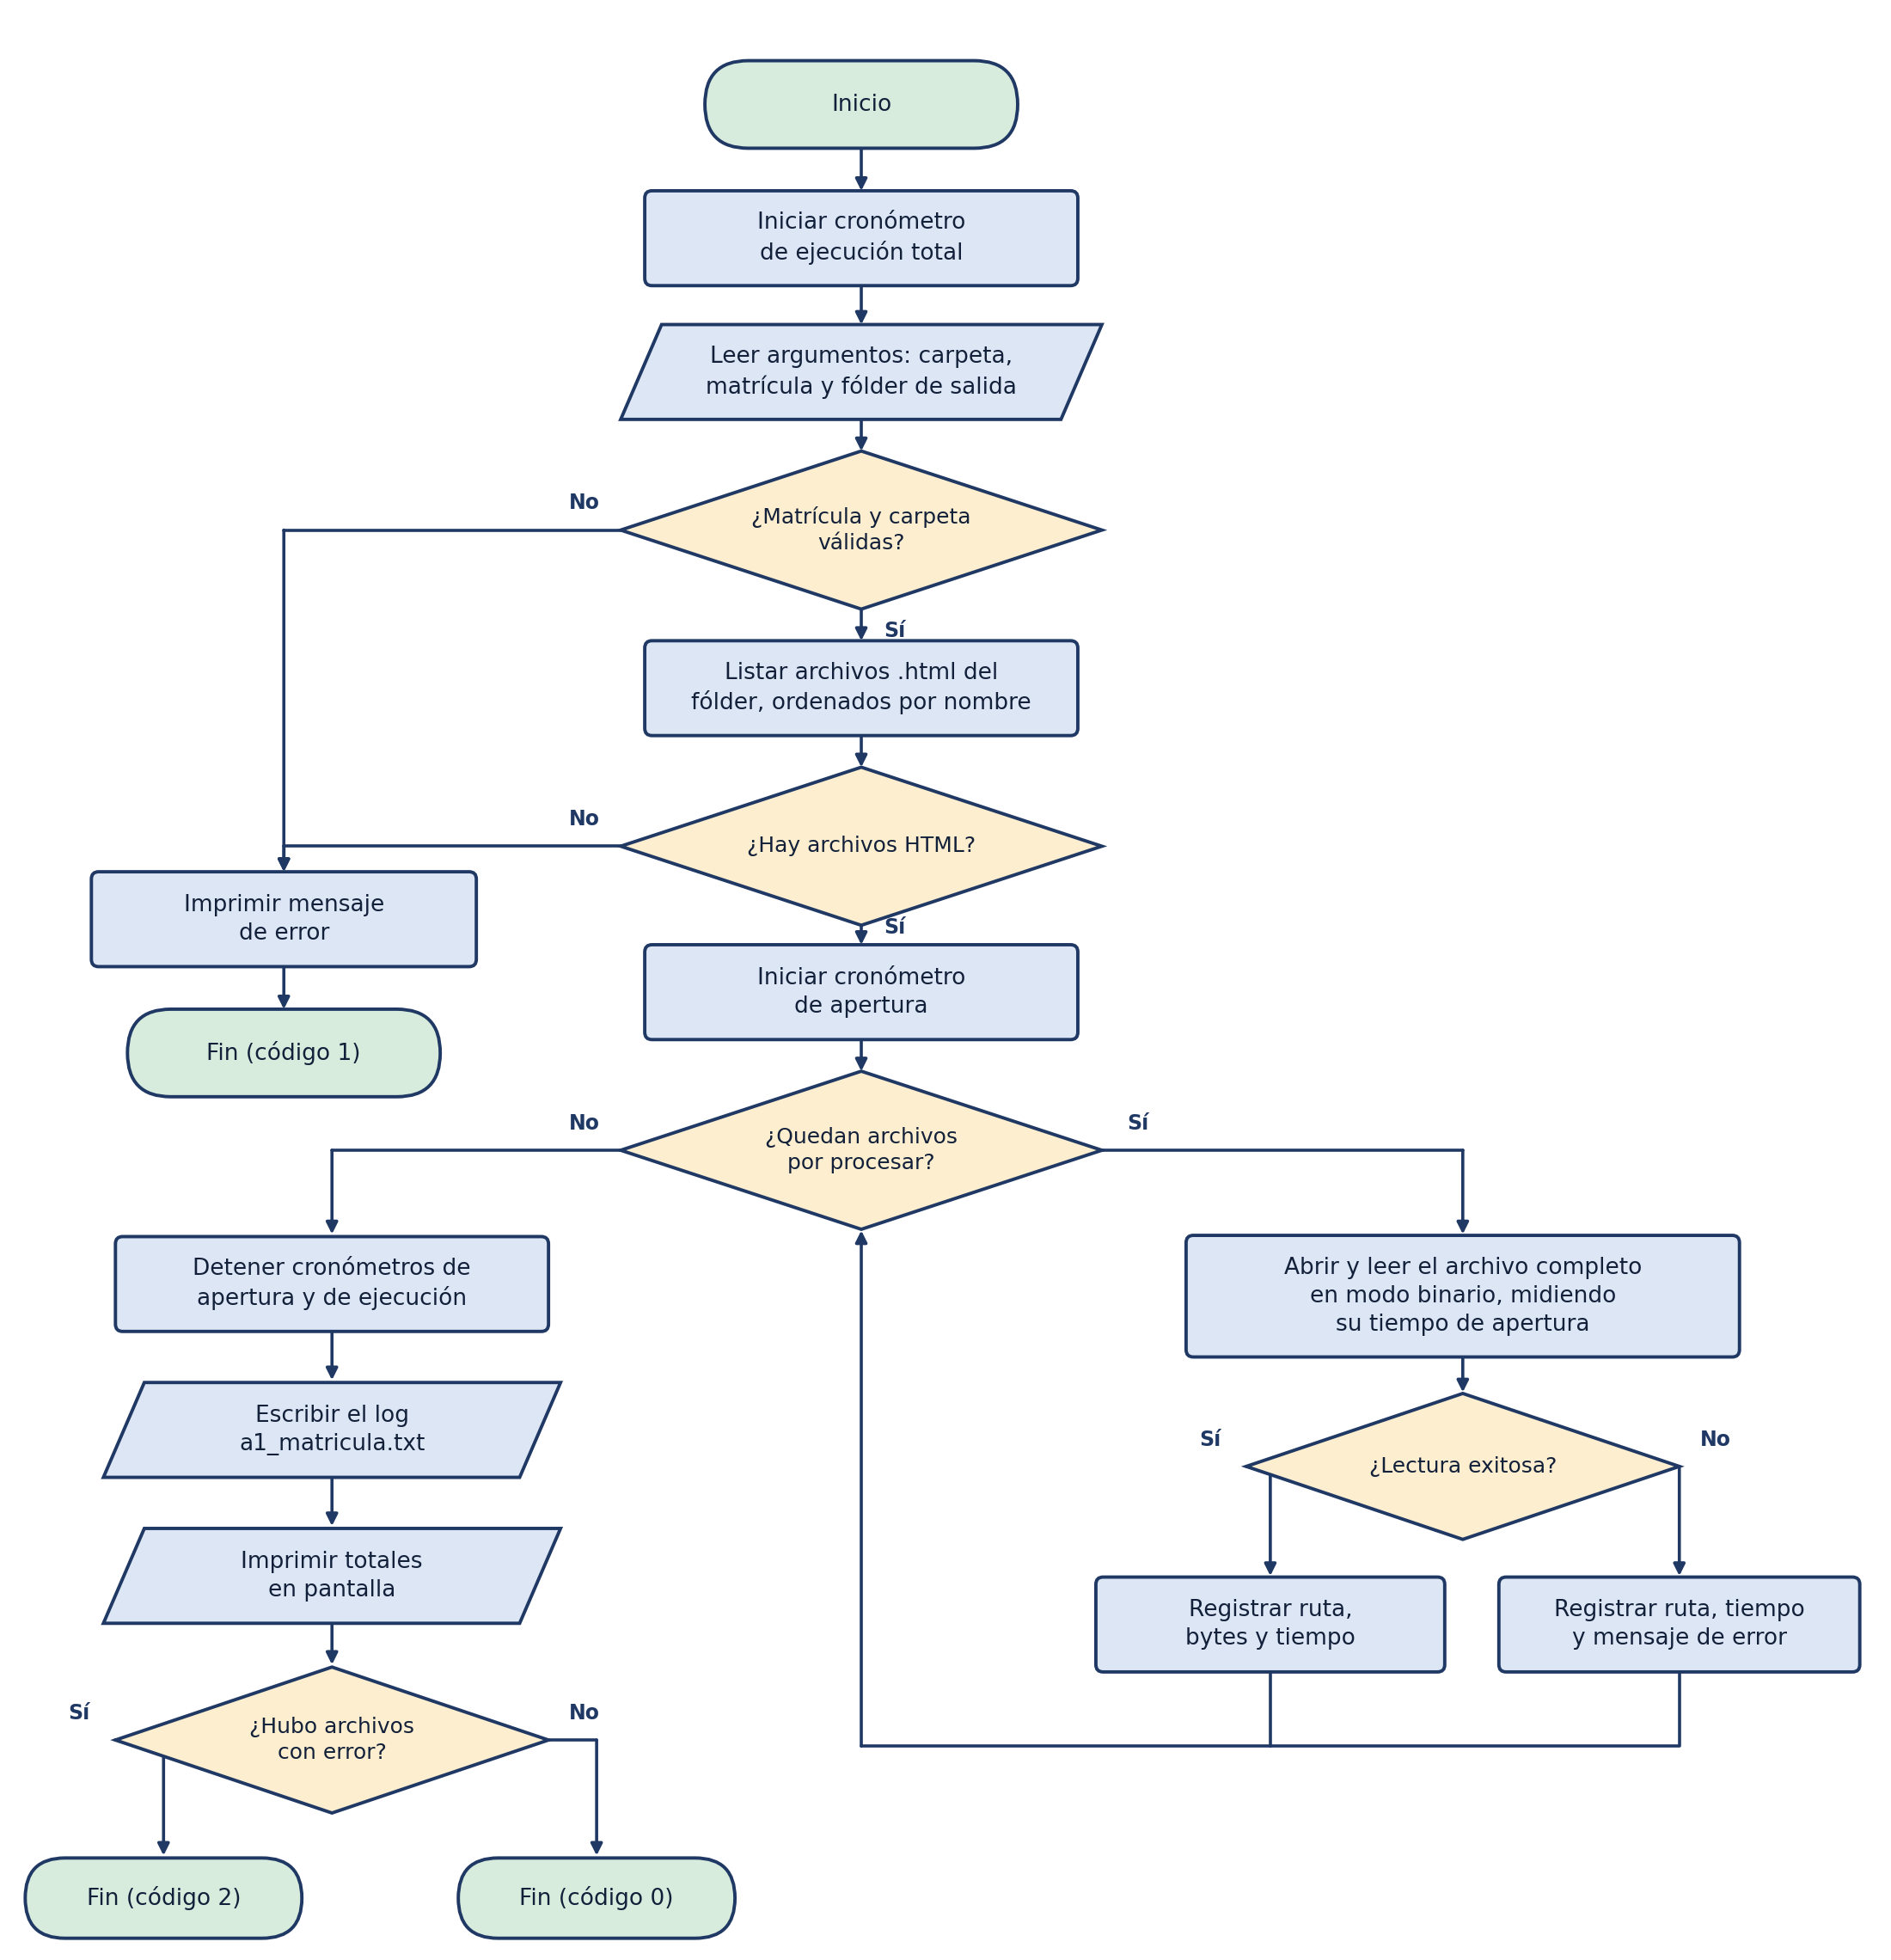 Inicio
Iniciar cronómetro
de ejecución total
Leer argumentos: carpeta,
matrícula y fólder de salida
¿Matrícula y carpeta
válidas?
No
Sí
Listar archivos .html del
fólder, ordenados por nombre
¿Hay archivos HTML?
No
Sí
Imprimir mensaje
de error
Fin (código 1)
Iniciar cronómetro
de apertura
¿Quedan archivos
por procesar?
No
Sí
Detener cronómetros de
apertura y de ejecución
Escribir el log
a1_matricula.txt
Imprimir totales
en pantalla
¿Hubo archivos
con error?
Sí
No
Fin (código 2)
Fin (código 0)
Abrir y leer el archivo completo
en modo binario, midiendo
su tiempo de apertura
¿Lectura exitosa?
Sí
No
Registrar ruta,
bytes y tiempo
Registrar ruta, tiempo
y mensaje de error